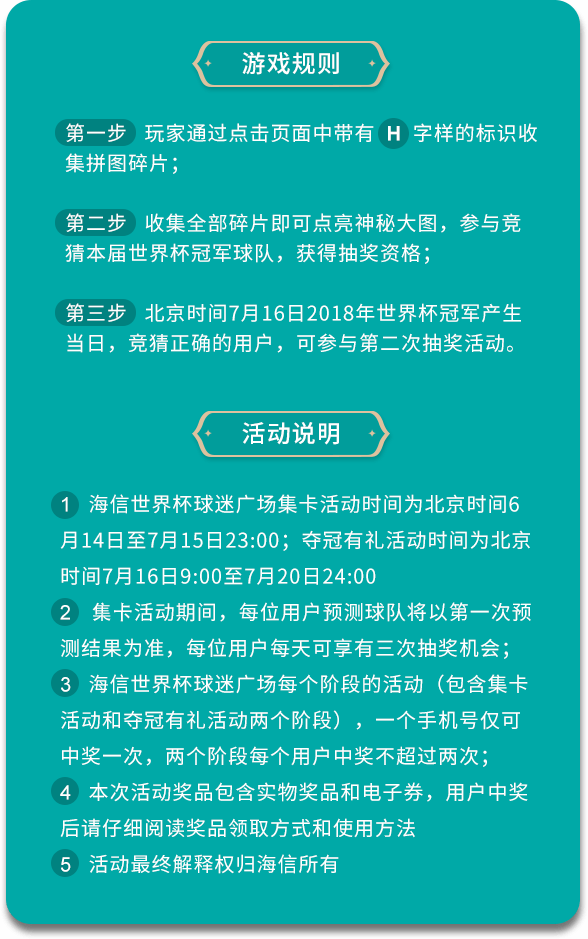 游戏规则
第一步 玩家通过点击页面中带有 H 字样的标识收
集拼图碎片；
第二步 收集全部碎片即可点亮神秘大图，参与竞
猜本届世界杯冠军球队，获得抽奖资格；
第三步 北京时间7月16日2018年世界杯冠军产生
当日，竞猜正确的用户，可参与第二次抽奖活动。
活动说明
1 海信世界杯球迷广场集卡活动时间为北京时间6
月14日至7月15日23:00；夺冠有礼活动时间为北京
时间7月16日9:00至7月20日24:00
2 集卡活动期间，每位用户预测球队将以第一次预
测结果为准，每位用户每天可享有三次抽奖机会；
3 海信世界杯球迷广场每个阶段的活动（包含集卡
活动和夺冠有礼活动两个阶段），一个手机号仅可
中奖一次，两个阶段每个用户中奖不超过两次；
4 本次活动奖品包含实物奖品和电子券，用户中奖
后请仔细阅读奖品领取方式和使用方法
5 活动最终解释权归海信所有